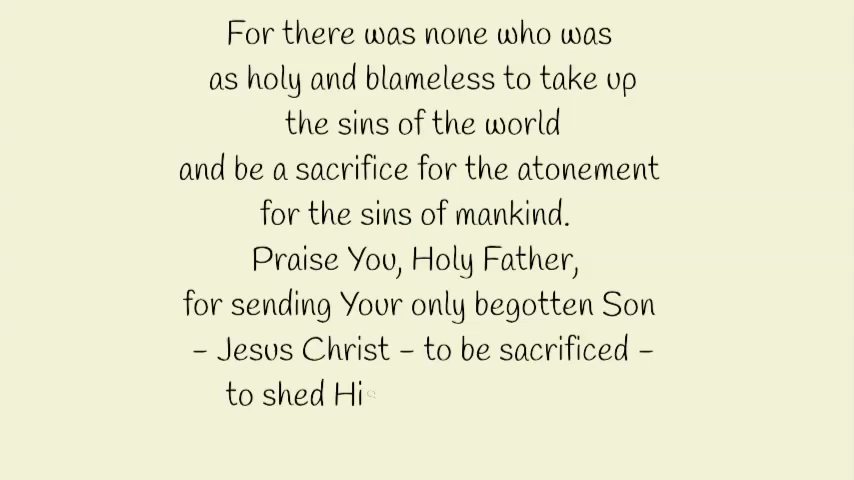 For there was none who was
as holy and blameless to take up
the sins of the world
and be a sacrifice for the atonement
for the sins of mankind.
Praise You, Holy Father,
for sending Your only begotten Son
- Jesus Christ - to be sacrificed -
to shed His